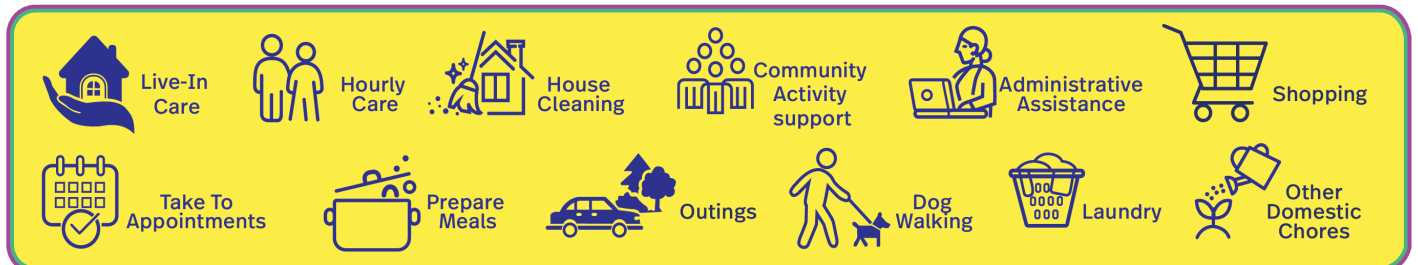 Live-In
Care
Hourly
Care
House
Cleaning
Community
Activity
support
Administrative
Assistance
Shopping
Take To
Appointments
Prepare
Meals
Outings
Dog
Walking
Laundry
Other
Domestic
Chores